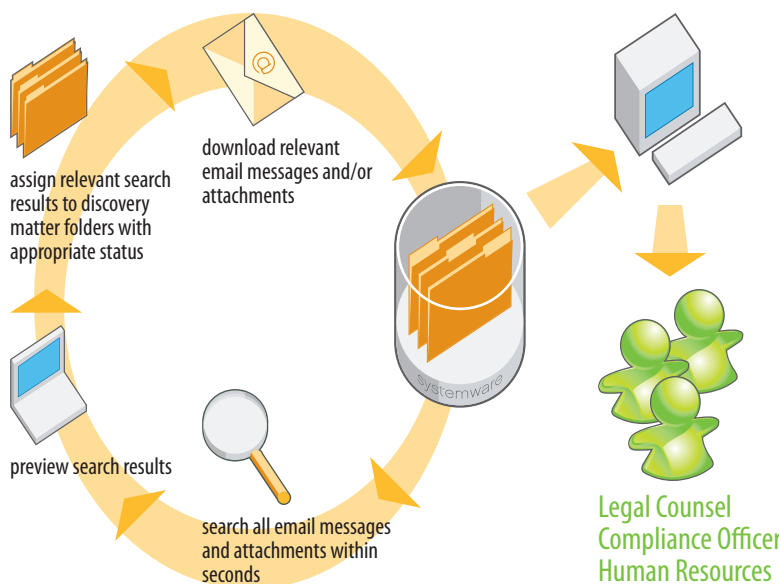 download relevant
email messages and/or
attachments
assign relevant search
results to discovery
matter folders with
appropriate status
@
systemware
preview search results
search all email messages
and attachments within
seconds
Legal Counsel
Compliance Officer
Human Resources